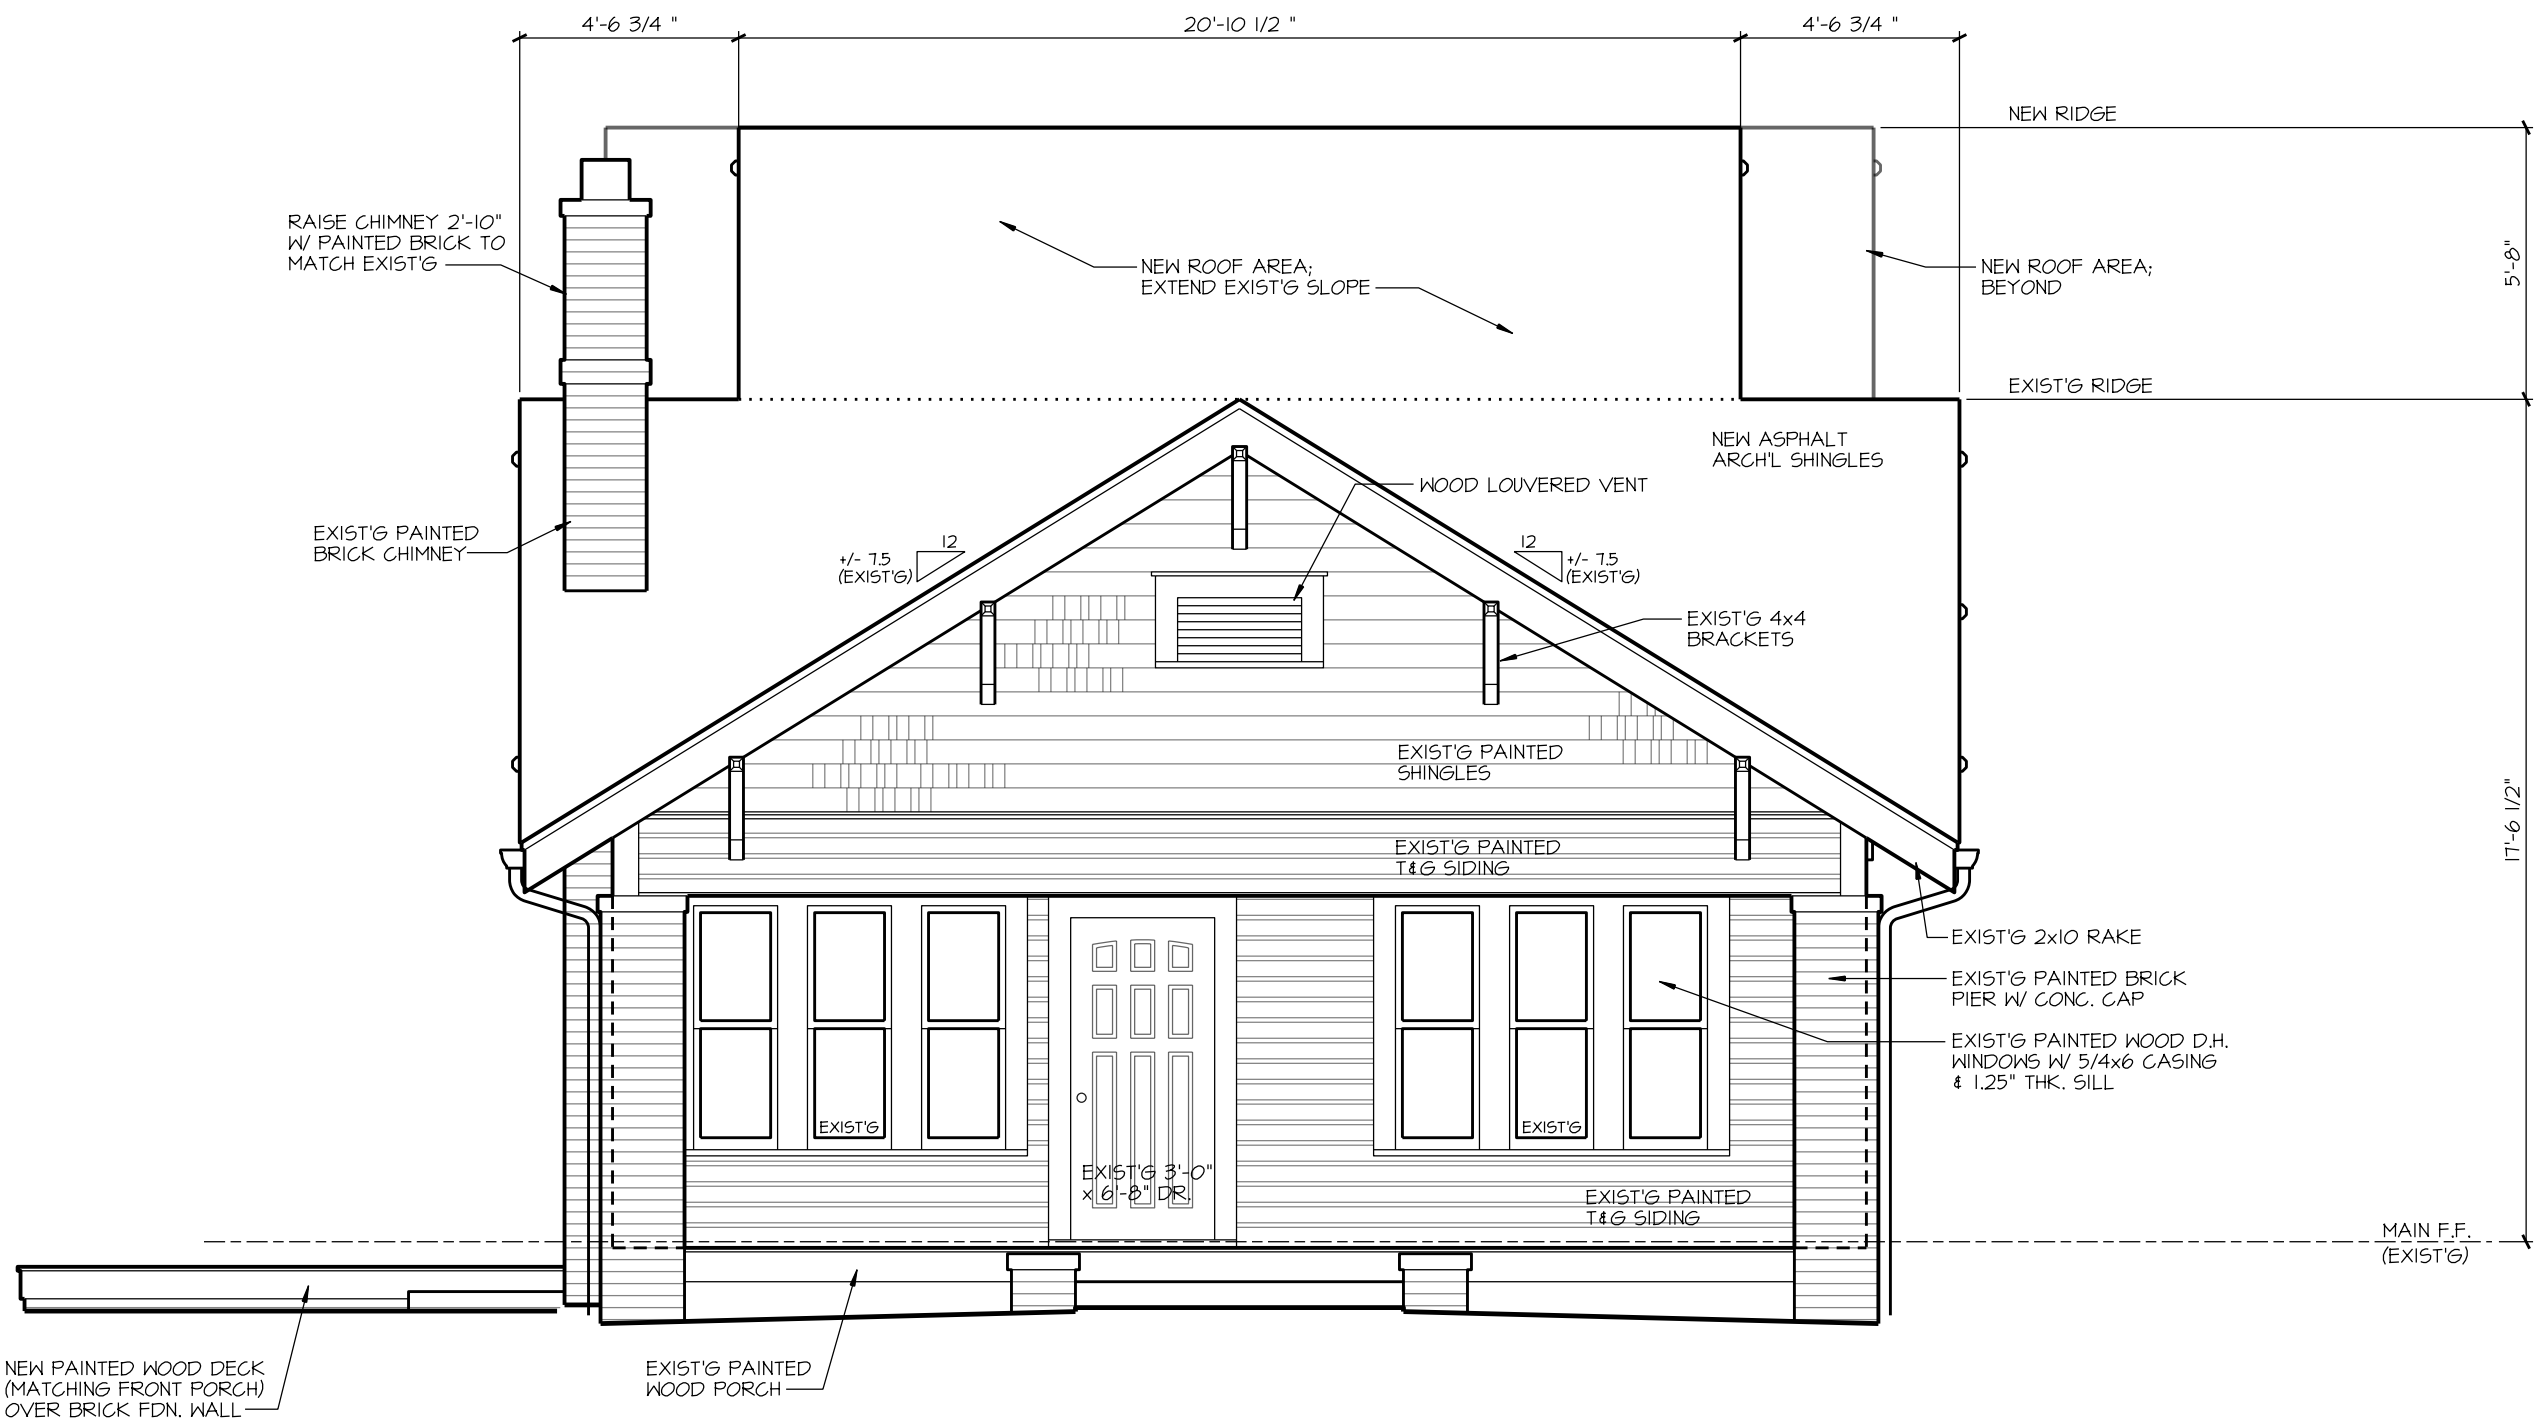 4'-6 3/4 "
20'-10 1/2 "
4'-6 3/4 "
NEW RIDGE
RAISE CHIMNEY 2'-10"
W/ PAINTED BRICK TO
MATCH EXIST'G
NEW ROOF AREA;
EXTEND EXIST'G SLOPE
NEW ROOF AREA;
BEYOND
5'-8"
EXIST'G RIDGE
NEW ASPHALT
ARCH'L SHINGLES
WOOD LOUVERED VENT
EXIST'G PAINTED
BRICK CHIMNEY
12
+/- 7.5
(EXIST'G)
12
+/- 7.5
(EXIST'G)
EXIST'G 4x4
BRACKETS
EXIST'G PAINTED
SHINGLES
17'-6 1/2"
EXIST'G PAINTED
T&G SIDING
EXIST'G 2x10 RAKE
EXIST'G PAINTED BRICK
PIER W/ CONC. CAP
EXIST'G PAINTED WOOD D.H.
WINDOWS W/ 5/4x6 CASING
& 1.25" THK. SILL
EXIST'G
EXIST'G
EXIST'G 3'-0"
x 6'-8" DR.
EXIST'G PAINTED
T&G SIDING
MAIN F.F.
(EXIST'G)
NEW PAINTED WOOD DECK
(MATCHING FRONT PORCH)
OVER BRICK FDN. WALL
EXIST'G PAINTED
WOOD PORCH